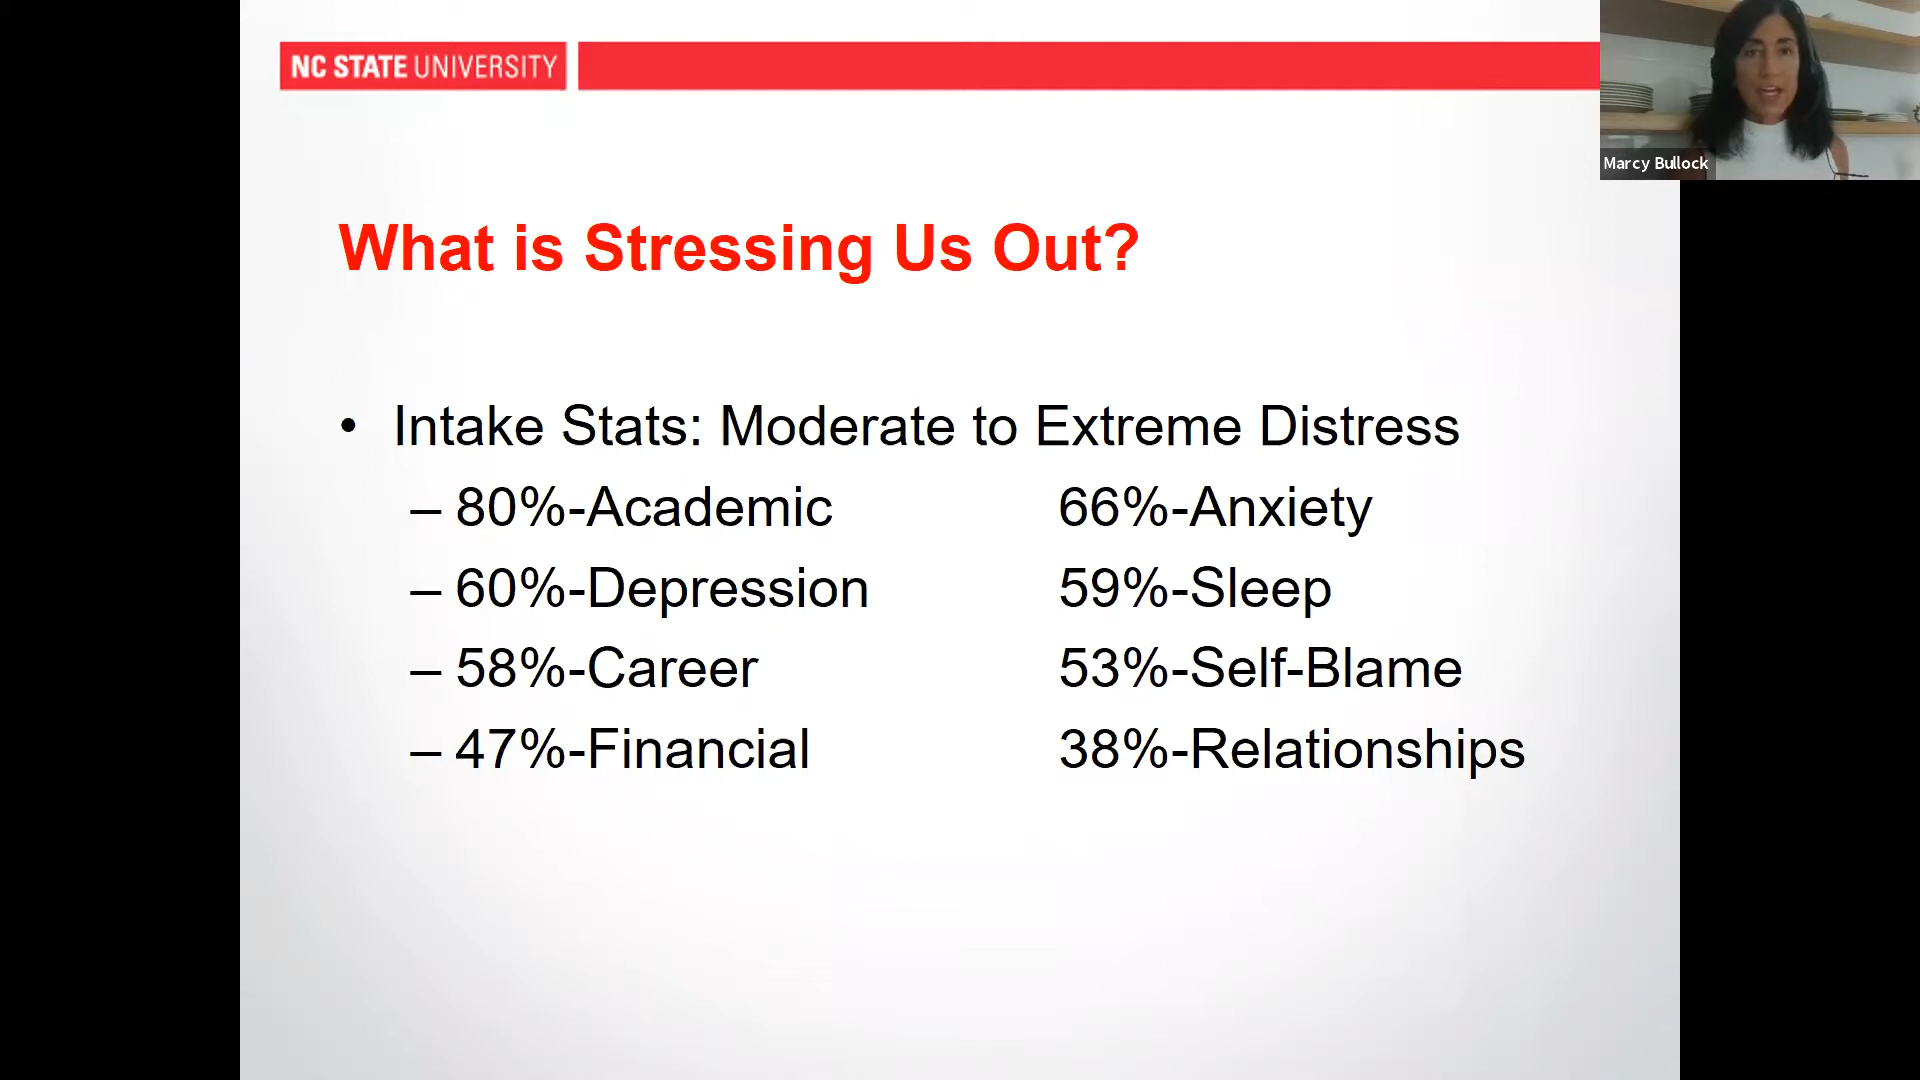 NC STATE UNIVERSITY
Marcy Bullock
What is Stressing Us Out?
• Intake Stats: Moderate to Extreme Distress
– 80%-Academic 66%-Anxiety
– 60%-Depression 59%-Sleep
– 58%-Career 53%-Self-Blame
– 47%-Financial 38%-Relationships